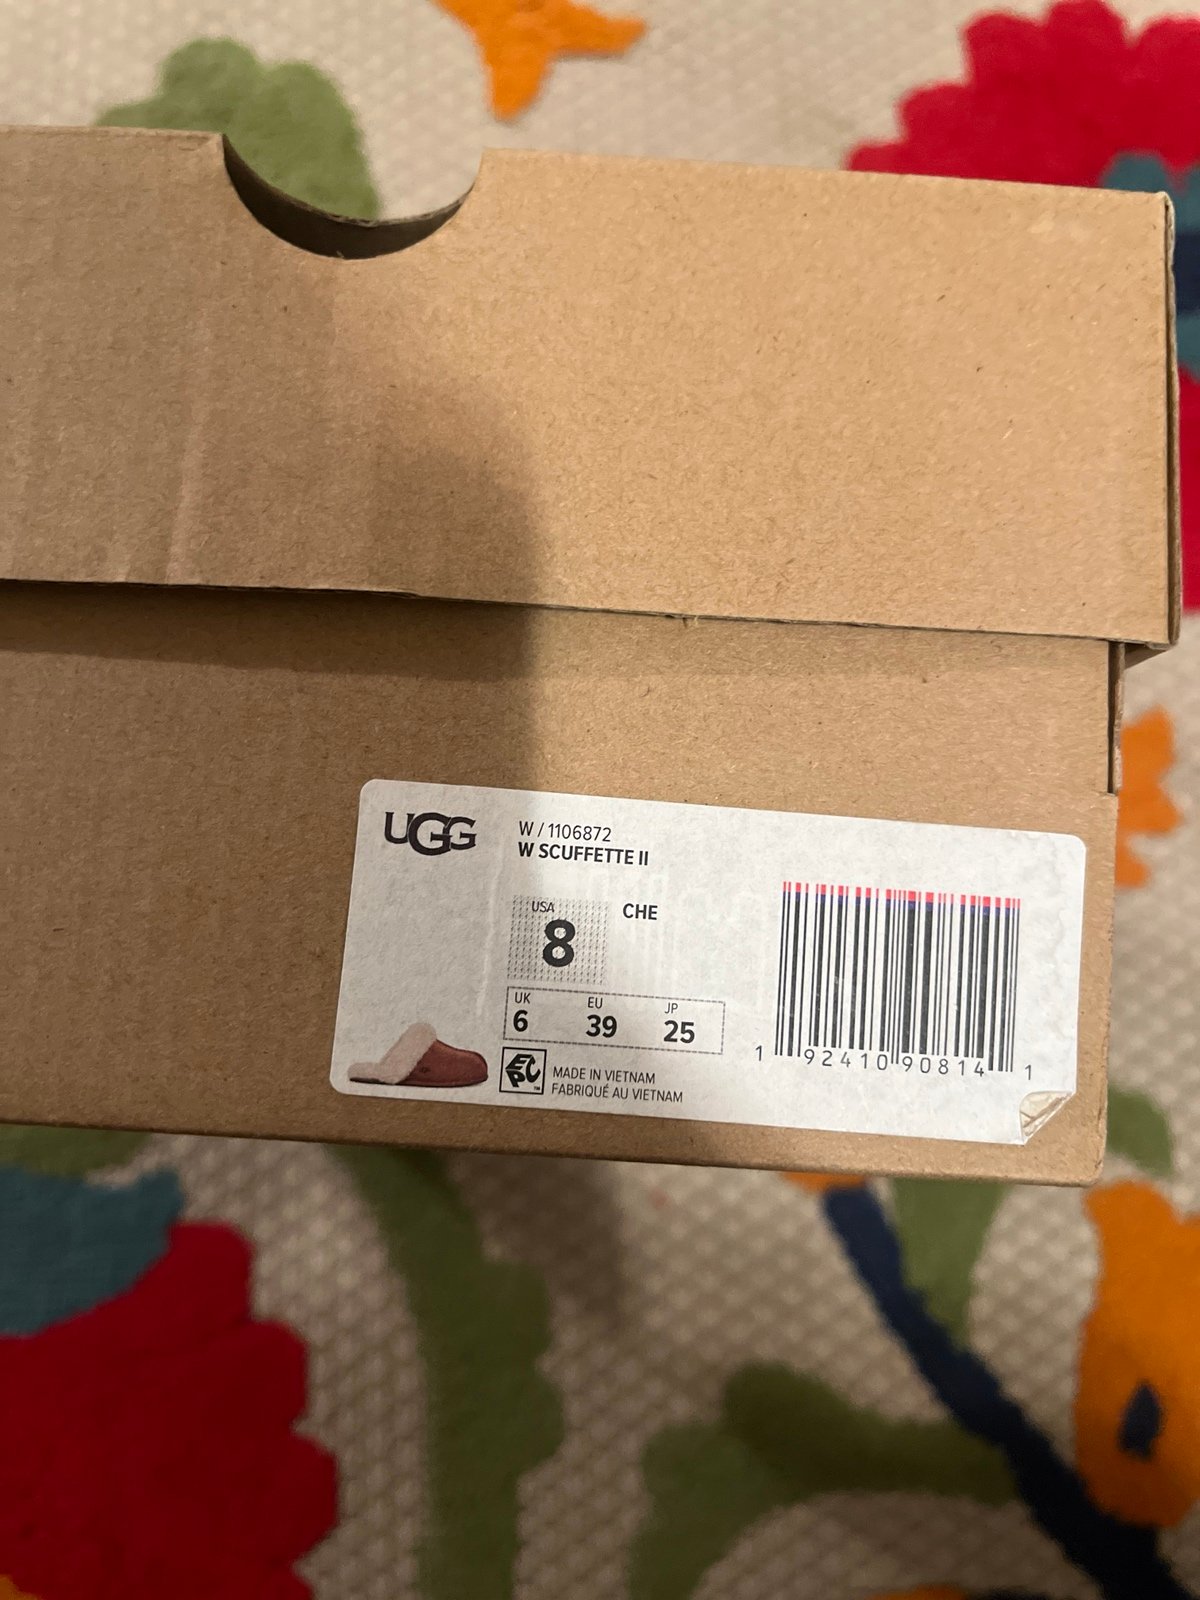 UGG
W / 1106872
W SCUFFETTE II
USA
8
CHE
UK EU JP
6 39 25
EPC™
MADE IN VIETNAM
FABRIQUÉ AU VIETNAM
1 92410 90814 1